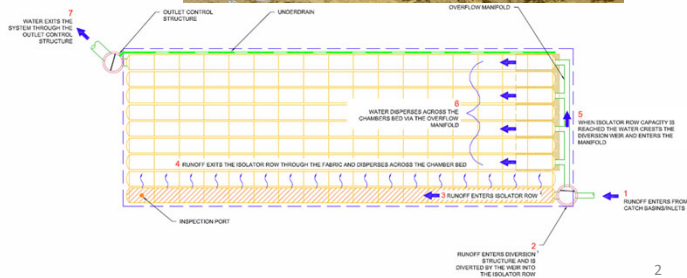 7
WATER EXITS THE
SYSTEM THROUGH THE
OUTLET CONTROL
STRUCTURE
OUTLET CONTROL
STRUCTURE
UNDERDRAIN
OVERFLOW MANIFOLD
6
WATER DISPERSES ACROSS THE
CHAMBERS BED VIA THE OVERFLOW
MANIFOLD
5
WHEN ISOLATOR ROW CAPACITY IS
REACHED THE WATER CRESTS THE
DIVERSION WEIR AND ENTERS THE
MANIFOLD
4 RUNOFF EXITS THE ISOLATOR ROW THROUGH THE FABRIC AND DISPERSES ACROSS THE CHAMBER BED
3 RUNOFF ENTERS ISOLATOR ROW
1
RUNOFF ENTERS FROM
CATCH BASINS/INLETS
INSPECTION PORT
2
RUNOFF ENTERS DIVERSION
STRUCTURE AND IS
DIVERTED BY THE WEIR INTO
THE ISOLATOR ROW
2